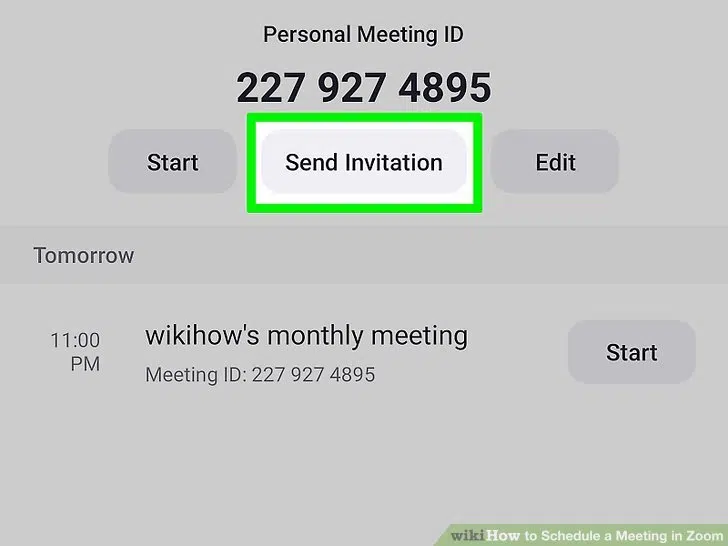 Personal Meeting ID
227 927 4895
Start Send Invitation Edit
Tomorrow
11:00 PM
wikihow's monthly meeting
Meeting ID: 227 927 4895
Start
wikiHow to Schedule a Meeting in Zoom